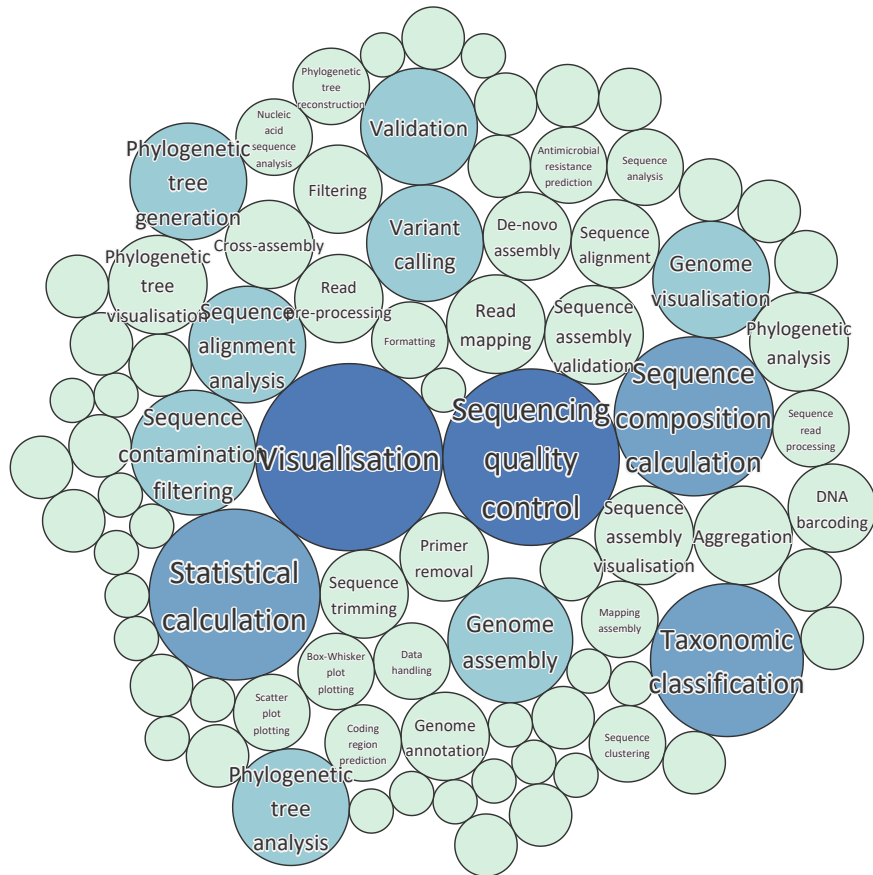 Phylogenetic
tree
reconstruction
Nucleic
acid
sequence
analysis
Validation
Phylogenetic
tree
generation
Filtering
Antimicrobial
resistance
prediction
Sequence
analysis
Cross-assembly
Variant
calling
De-novo
assembly
Sequence
alignment
Phylogenetic
tree
visualisation
Genome
visualisation
Read
pre-processing
Sequence
alignment
analysis
Formatting
Read
mapping
Sequence
assembly
validation
Phylogenetic
analysis
Sequence
composition
calculation
Sequence
contamination
filtering
Visualisation
Sequencing
quality
control
Sequence
read
processing
DNA
barcoding
Statistical
calculation
Sequence
trimming
Primer
removal
Sequence
assembly
visualisation
Aggregation
Genome
assembly
Mapping
assembly
Taxonomic
classification
Box-Whisker
plot
plotting
Data
handling
Scatter
plot
plotting
Coding
region
prediction
Genome
annotation
Sequence
clustering
Phylogenetic
tree
analysis